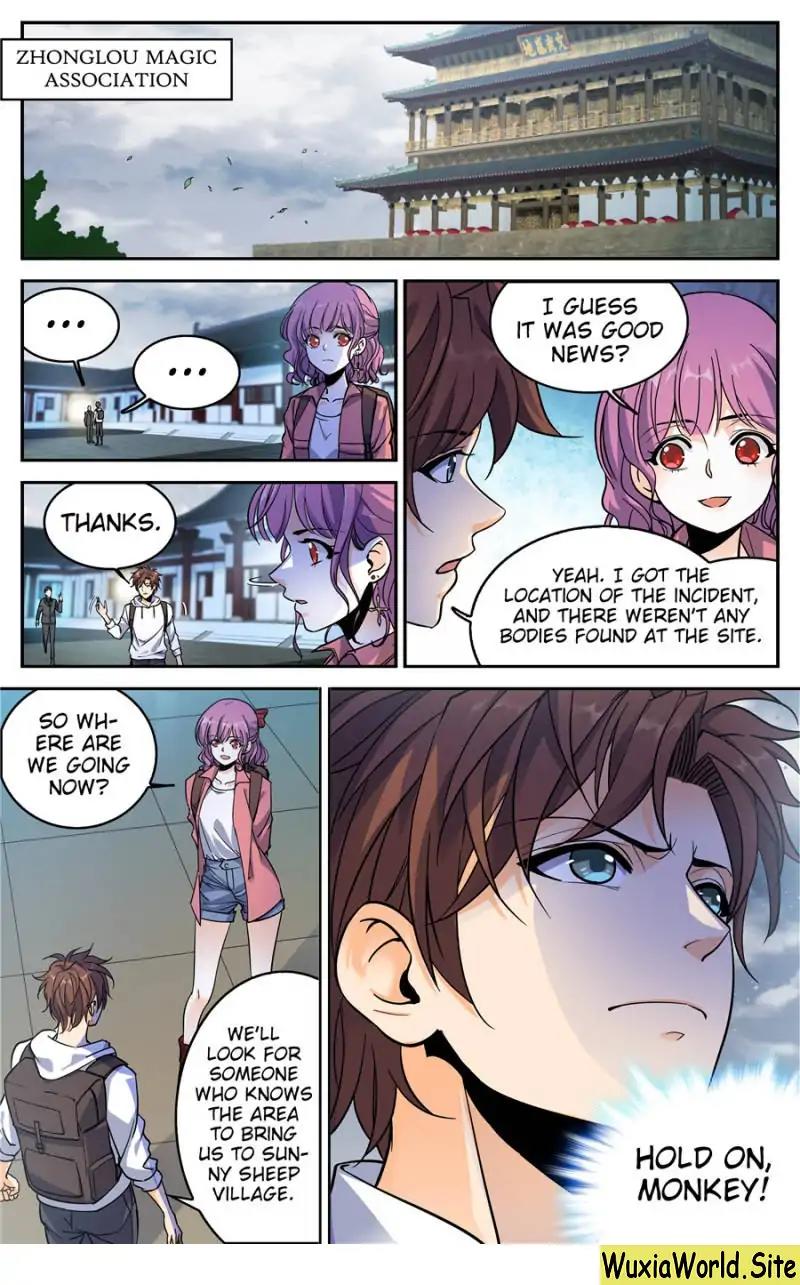 ZHONGLOU MAGIC
ASSOCIATION
...
...
I GUESS
IT WAS GOOD
NEWS?
THANKS.
YEAH. I GOT THE
LOCATION OF THE INCIDENT,
AND THERE WEREN'T ANY
BODIES FOUND AT THE SITE.
SO WH-
ERE ARE
WE GOING
NOW?
WE'LL
LOOK FOR
SOMEONE
WHO KNOWS
THE AREA
TO BRING
US TO SUN-
NY SHEEP
VILLAGE.
HOLD ON,
MONKEY!
WuxiaWorld.Site